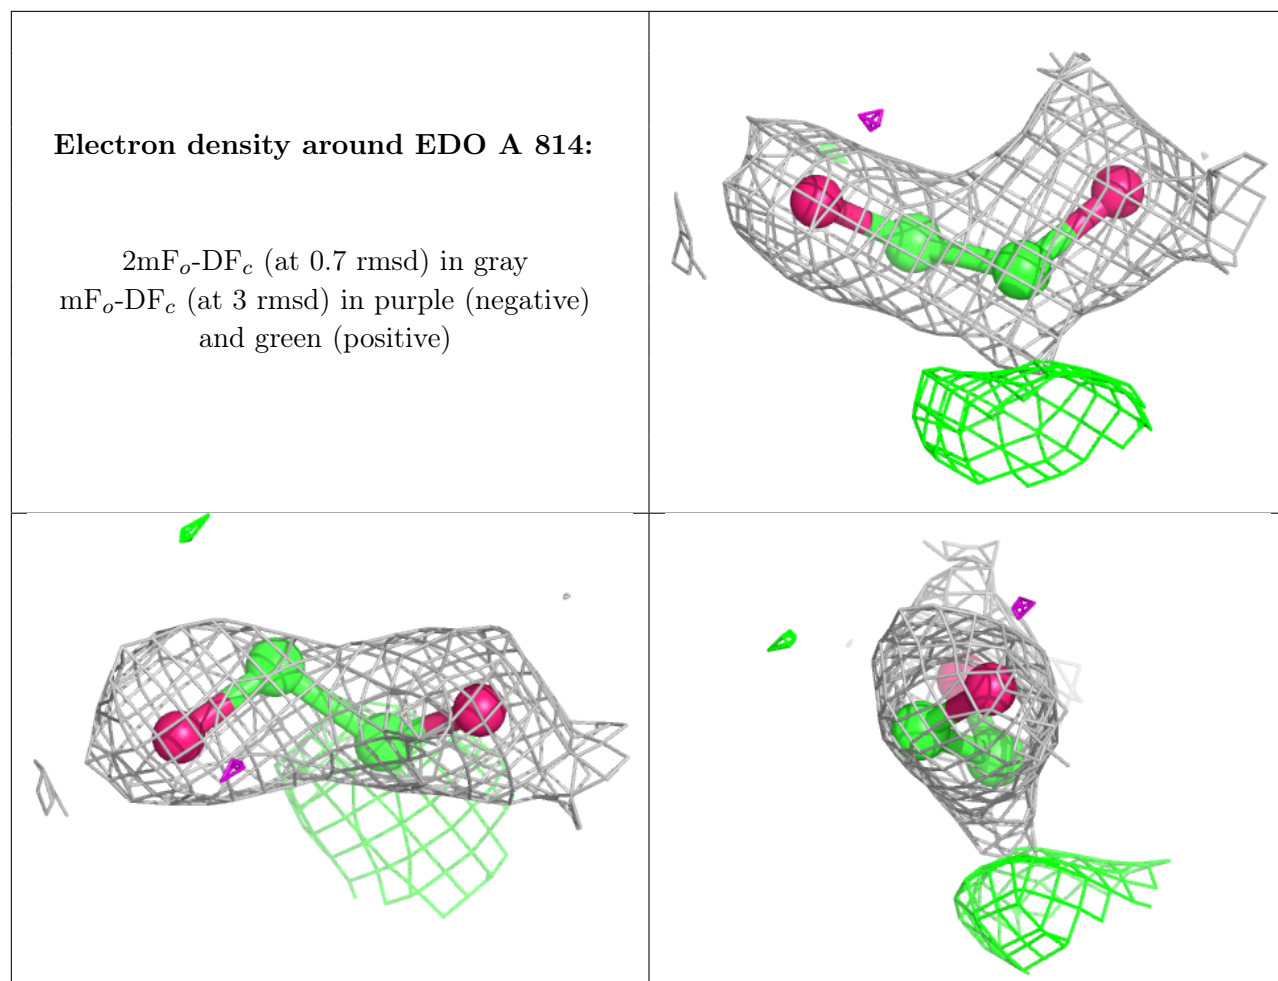 Electron density around EDO A 814:
2mFo-DFc (at 0.7 rmsd) in gray
mFo-DFc (at 3 rmsd) in purple (negative)
and green (positive)